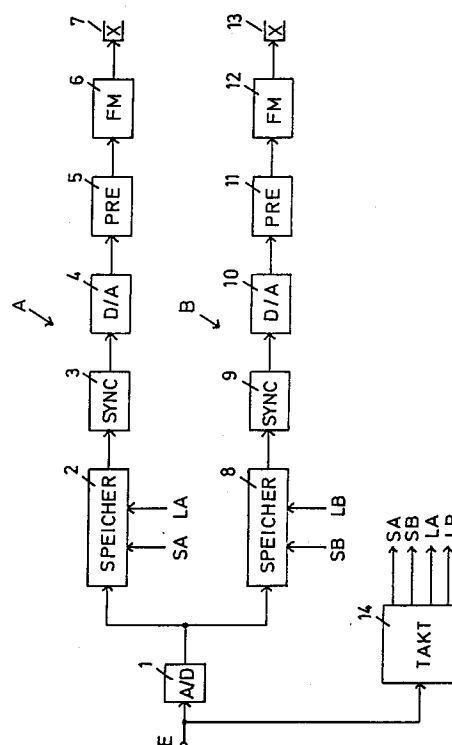 A
2
SPEICHER
3
SYNC
4
D/A
5
PRE
6
FM
7
X
SA
LA
B
8
SPEICHER
9
SYNC
10
D/A
11
PRE
12
FM
13
X
SB
LB
E
1
A/D
14
TAKT
SA
SB
LA
LB